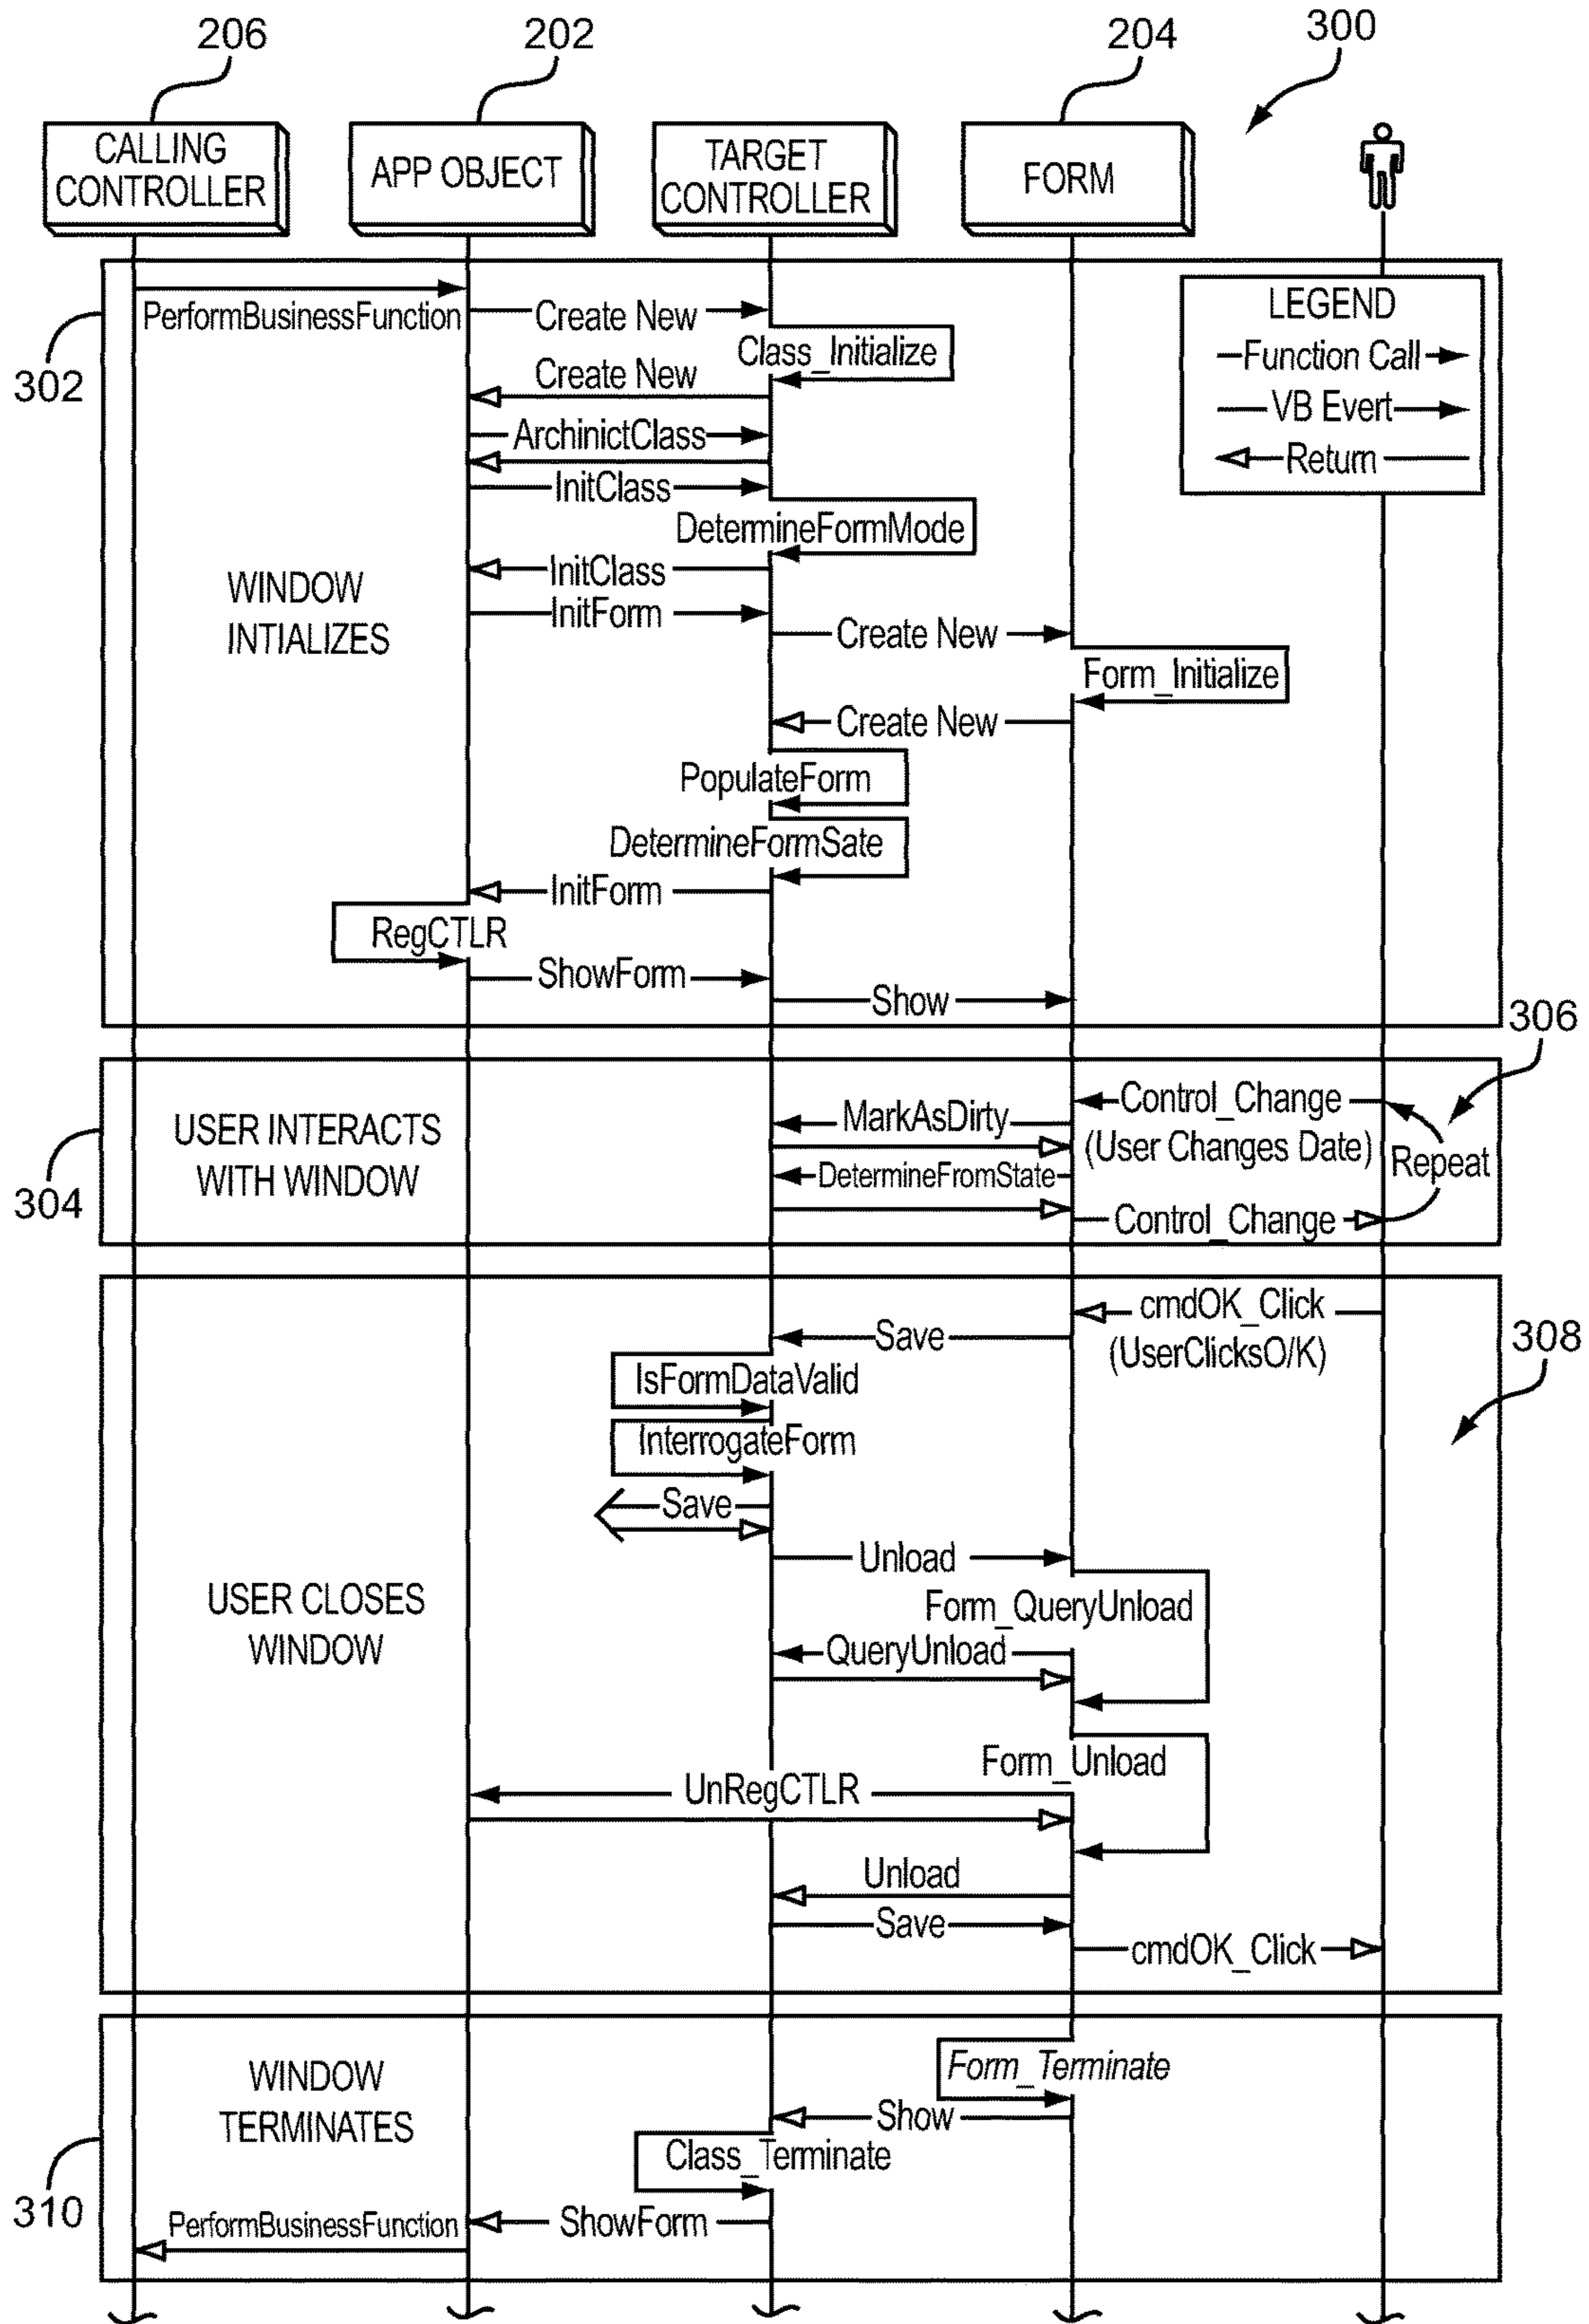 206
202
204
300
CALLING
CONTROLLER
APP OBJECT
TARGET
CONTROLLER
FORM
302
PerformBusinessFunction
Create New
Class_Initialize
Create New
ArchinictClass
InitClass
DetermineFormMode
InitClass
InitForm
Create New
Form_Initialize
Create New
PopulateForm
DetermineFormSate
InitForm
RegCTLR
ShowForm
Show
WINDOW
INTIALIZES
LEGEND
Function Call
VB Evert
Return
306
304
USER INTERACTS
WITH WINDOW
Control_Change
MarkAsDirty
(User Changes Date)
Repeat
DetermineFromState
Control_Change
308
cmdOK_Click
Save
(UserClicksO/K)
IsFormDataValid
InterrogateForm
Save
Unload
USER CLOSES
WINDOW
Form_QueryUnload
QueryUnload
Form_Unload
UnRegCTLR
Unload
Save
cmdOK_Click
310
WINDOW
TERMINATES
Form_Terminate
Show
Class_Terminate
ShowForm
PerformBusinessFunction